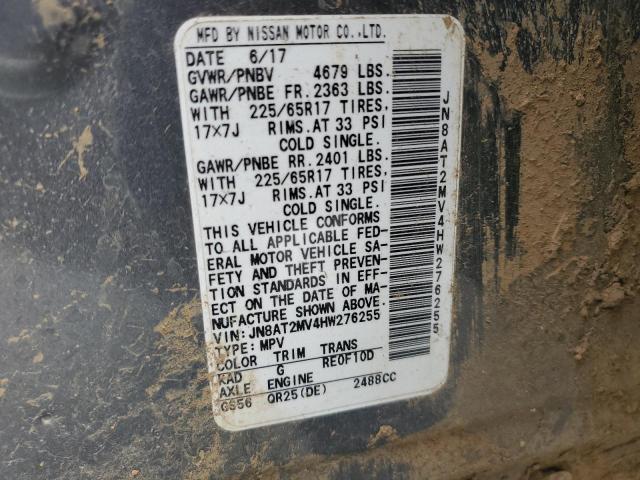 MFD BY NISSAN MOTOR CO.,LTD.
DATE 6/17
GVWR/PNBV 4679 LBS.
GAWR/PNBE FR. 2363 LBS.
WITH 225/65R17 TIRES,
17X7J RIMS.AT 33 PSI
COLD SINGLE.
GAWR/PNBE RR. 2401 LBS.
WITH 225/65R17 TIRES,
17X7J RIMS.AT 33 PSI
COLD SINGLE.
THIS VEHICLE CONFORMS
TO ALL APPLICABLE FED-
ERAL MOTOR VEHICLE SA-
FETY AND THEFT PREVEN-
TION STANDARDS IN EFF-
ECT ON THE DATE OF MA-
NUFACTURE SHOWN ABOVE.
VIN: JN8AT2MV4HW276255
TYPE: MPV
COLOR TRIM TRANS
KAD G RE0F10D
AXLE ENGINE
GS56 QR25(DE) 2488CC
JN8AT2MV4HW276255